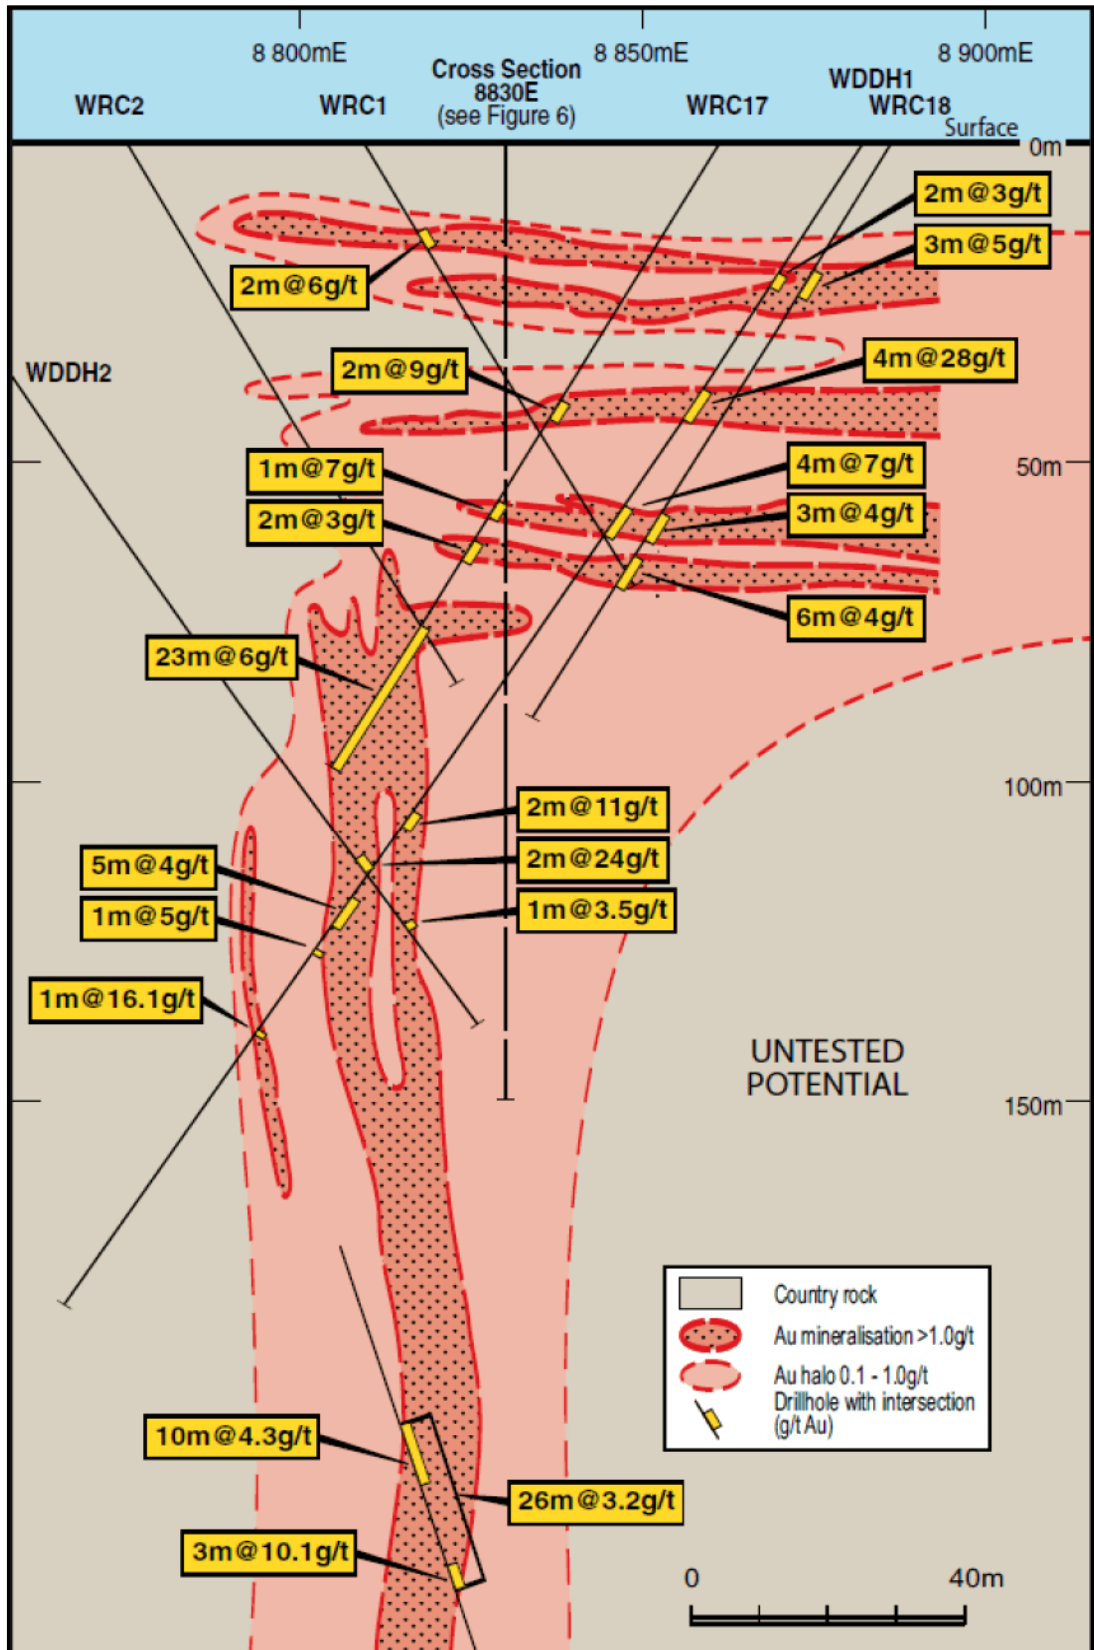 8 800mE
8 850mE
8 900mE
Cross Section
8830E
(see Figure 6)
WRC2
WRC1
WRC17
WDDH1
WRC18
Surface
0m
2m@3g/t
3m@5g/t
2m@6g/t
WDDH2
2m@9g/t
4m@28g/t
1m@7g/t
4m@7g/t
50m
2m@3g/t
3m@4g/t
6m@4g/t
23m@6g/t
100m
2m@11g/t
5m@4g/t
2m@24g/t
1m@5g/t
1m@3.5g/t
1m@16.1g/t
UNTESTED
POTENTIAL
150m
Country rock
Au mineralisation >1.0g/t
Au halo 0.1 - 1.0g/t
Drillhole with intersection
(g/t Au)
10m@4.3g/t
26m@3.2g/t
3m@10.1g/t
0
40m